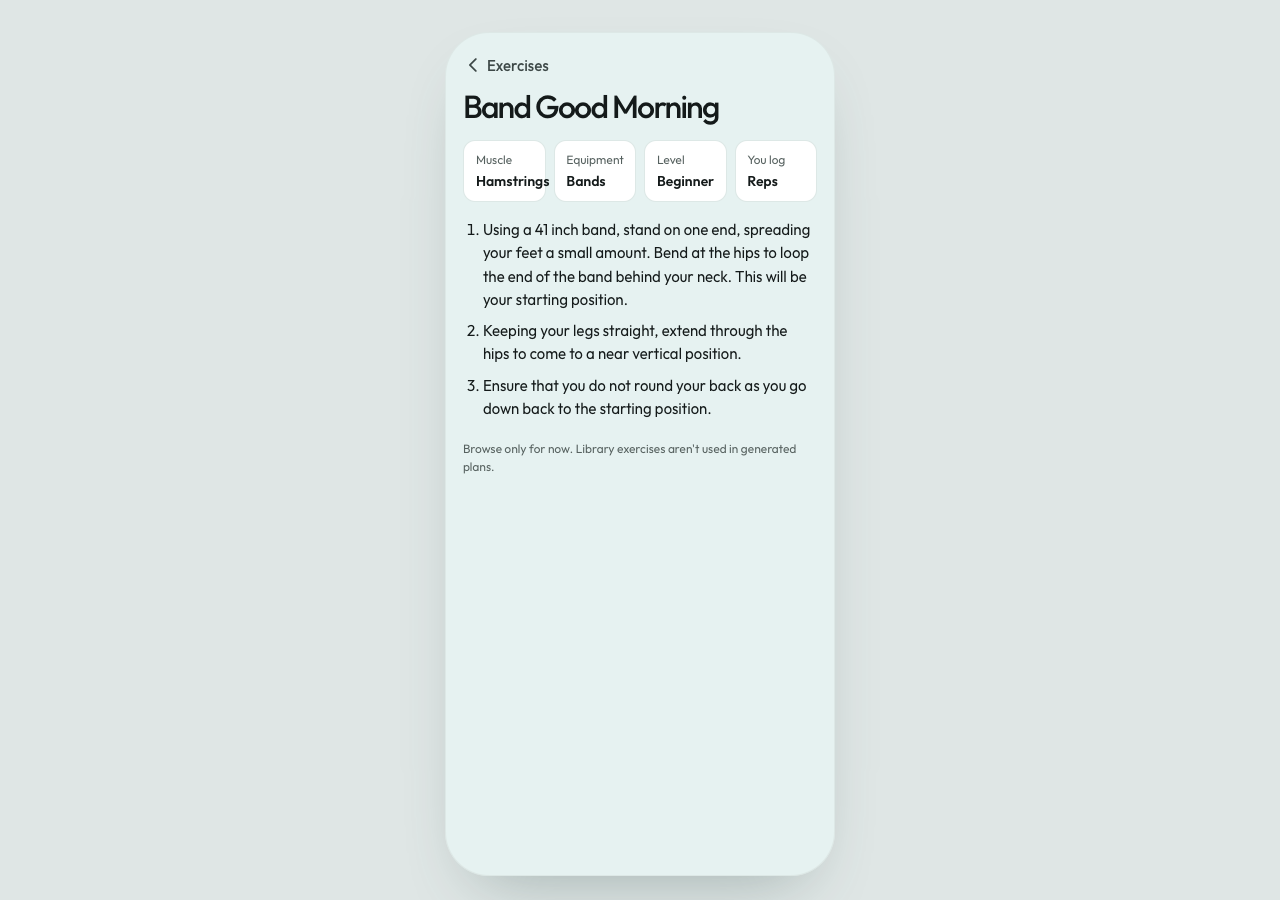 Exercises
Band Good Morning
Muscle Equipment Level You log
Hamstrings Bands Beginner Reps
1. Using a 41 inch band, stand on one end, spreading
your feet a small amount. Bend at the hips to loop
the end of the band behind your neck. This will be
your starting position.
2. Keeping your legs straight, extend through the
hips to come to a near vertical position.
3. Ensure that you do not round your back as you go
down back to the starting position.
Browse only for now. Library exercises aren't used in generated
plans.